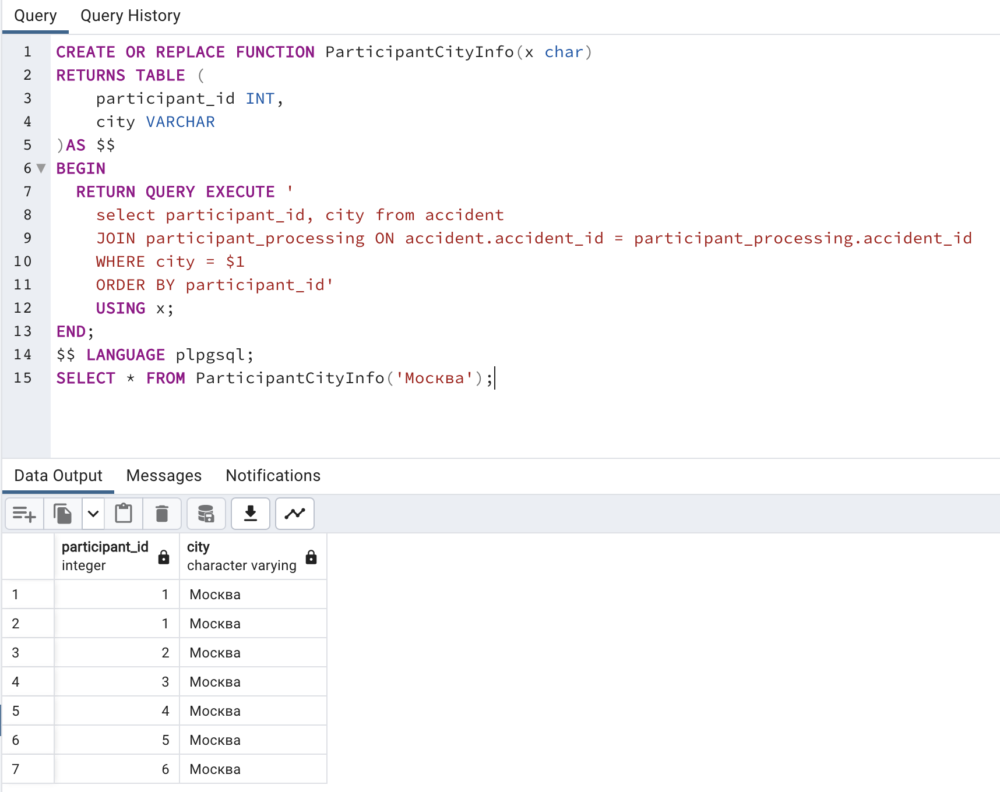 Query Query History
1 CREATE OR REPLACE FUNCTION ParticipantCityInfo(x char)
2 RETURNS TABLE (
3 participant_id INT,
4 city VARCHAR
5 )AS $$
6 BEGIN
7 RETURN QUERY EXECUTE '
8 select participant_id, city from accident
9 JOIN participant_processing ON accident.accident_id = participant_processing.accident_id
10 WHERE city = $1
11 ORDER BY participant_id'
12 USING x;
13 END;
14 $$ LANGUAGE plpgsql;
15 SELECT * FROM ParticipantCityInfo('Москва');
Data Output Messages Notifications
participant_id city
integer character varying
1 1 Москва
2 1 Москва
3 2 Москва
4 3 Москва
5 4 Москва
6 5 Москва
7 6 Москва